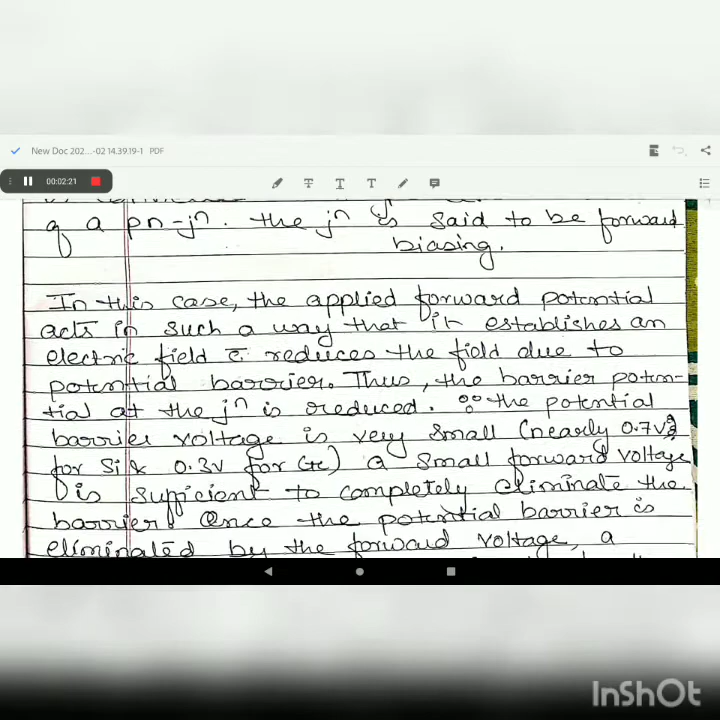 New Doc 202...-02 14.39.19-1 PDF
00:02:21
of a pn-jn. the jn is said to be forward
biasing.
In this case, the applied forward potential
acts in such a way that it establishes an
electric field c̄ reduces the field due to
potential barrier. Thus, the barrier poten-
tial at the jn is reduced. ∵ the potential
barrier voltage is very small (nearly 0.7V
for Si & 0.3V for Ge) a small forward voltage
is sufficient to completely eliminate the
barrier. Once the potential barrier is
eliminated by the forward voltage, a
InShOt